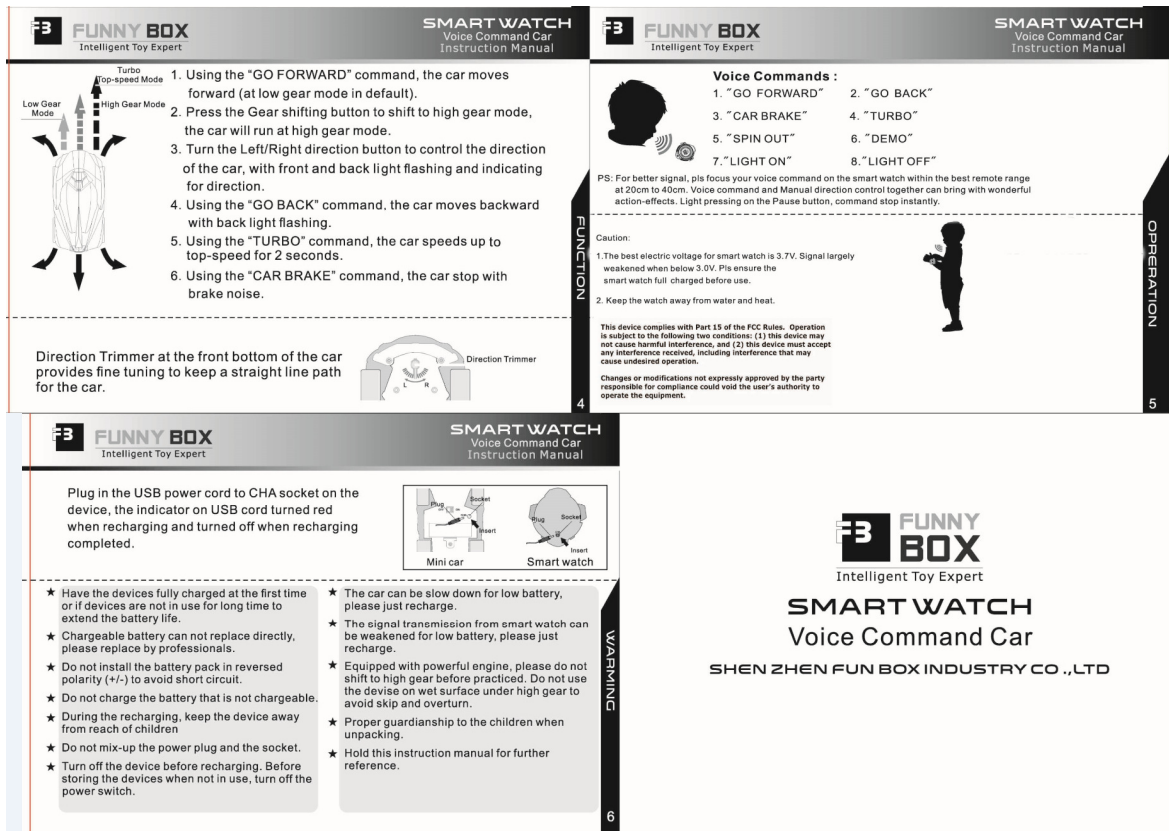 FB FUNNY BOX
Intelligent Toy Expert
SMART WATCH
Voice Command Car
Instruction Manual
Turbo
Top-speed Mode
Low Gear
Mode
High Gear Mode
1. Using the “GO FORWARD” command, the car moves
forward (at low gear mode in default).
2. Press the Gear shifting button to shift to high gear mode,
the car will run at high gear mode.
3. Turn the Left/Right direction button to control the direction
of the car, with front and back light flashing and indicating
for direction.
4. Using the “GO BACK” command, the car moves backward
with back light flashing.
5. Using the “TURBO” command, the car speeds up to
top-speed for 2 seconds.
6. Using the “CAR BRAKE” command, the car stop with
brake noise.
Direction Trimmer at the front bottom of the car
provides fine tuning to keep a straight line path
for the car.
Direction Trimmer
L R
FUNCTION
4
FB FUNNY BOX
Intelligent Toy Expert
SMART WATCH
Voice Command Car
Instruction Manual
Voice Commands :
1. "GO FORWARD" 2. "GO BACK"
3. "CAR BRAKE" 4. "TURBO"
5. "SPIN OUT" 6. "DEMO"
7."LIGHT ON" 8."LIGHT OFF"
PS: For better signal, pls focus your voice command on the smart watch within the best remote range
at 20cm to 40cm. Voice command and Manual direction control together can bring with wonderful
action-effects. Light pressing on the Pause button, command stop instantly.
Caution:
1.The best electric voltage for smart watch is 3.7V. Signal largely
weakened when below 3.0V. Pls ensure the
smart watch full charged before use.
2. Keep the watch away from water and heat.
This device complies with Part 15 of the FCC Rules. Operation
is subject to the following two conditions: (1) this device may
not cause harmful interference, and (2) this device must accept
any interference received, including interference that may
cause undesired operation.
Changes or modifications not expressly approved by the party
responsible for compliance could void the user's authority to
operate the equipment.
OPRERATION
5
FB FUNNY BOX
Intelligent Toy Expert
SMART WATCH
Voice Command Car
Instruction Manual
Plug in the USB power cord to CHA socket on the
device, the indicator on USB cord turned red
when recharging and turned off when recharging
completed.
Plug
Socket
Insert
Mini car
Plug
Socket
Insert
Smart watch
★ Have the devices fully charged at the first time
or if devices are not in use for long time to
extend the battery life.
★ Chargeable battery can not replace directly,
please replace by professionals.
★ Do not install the battery pack in reversed
polarity (+/-) to avoid short circuit.
★ Do not charge the battery that is not chargeable.
★ During the recharging, keep the device away
from reach of children
★ Do not mix-up the power plug and the socket.
★ Turn off the device before recharging. Before
storing the devices when not in use, turn off the
power switch.
★ The car can be slow down for low battery,
please just recharge.
★ The signal transmission from smart watch can
be weakened for low battery, please just
recharge.
★ Equipped with powerful engine, please do not
shift to high gear before practiced. Do not use
the devise on wet surface under high gear to
avoid skip and overturn.
★ Proper guardianship to the children when
unpacking.
★ Hold this instruction manual for further
reference.
WARMING
6
FB FUNNY
BOX
Intelligent Toy Expert
SMART WATCH
Voice Command Car
SHEN ZHEN FUN BOX INDUSTRY CO .,LTD